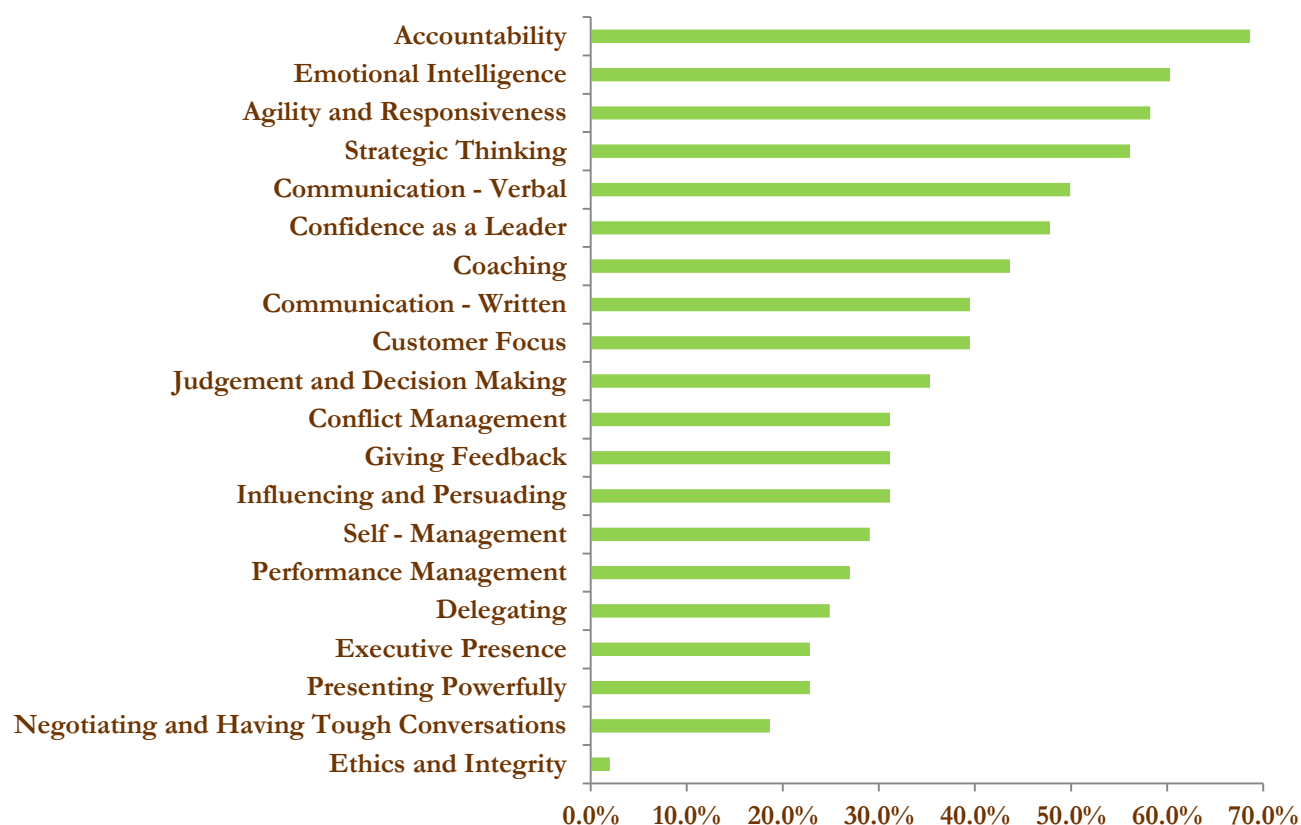 Accountability
Emotional Intelligence
Agility and Responsiveness
Strategic Thinking
Communication - Verbal
Confidence as a Leader
Coaching
Communication - Written
Customer Focus
Judgement and Decision Making
Conflict Management
Giving Feedback
Influencing and Persuading
Self - Management
Performance Management
Delegating
Executive Presence
Presenting Powerfully
Negotiating and Having Tough Conversations
Ethics and Integrity
0.0% 10.0% 20.0% 30.0% 40.0% 50.0% 60.0% 70.0%